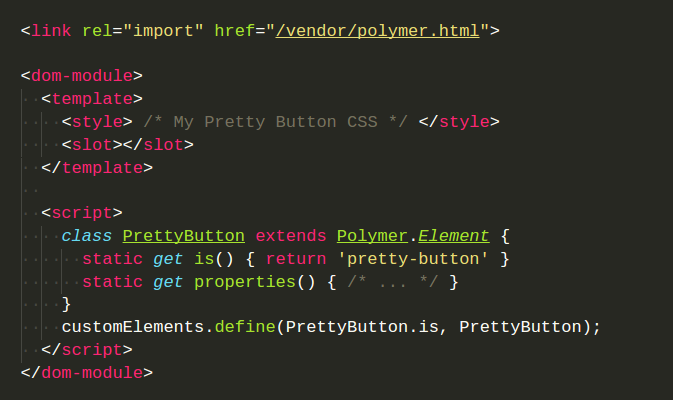 <link rel="import" href="/vendor/polymer.html">

<dom-module>
  <template>
    <style> /* My Pretty Button CSS */ </style>
    <slot></slot>
  </template>

  <script>
    class PrettyButton extends Polymer.Element {
      static get is() { return 'pretty-button' }
      static get properties() { /* ... */ }
    }
    customElements.define(PrettyButton.is, PrettyButton);
  </script>
</dom-module>